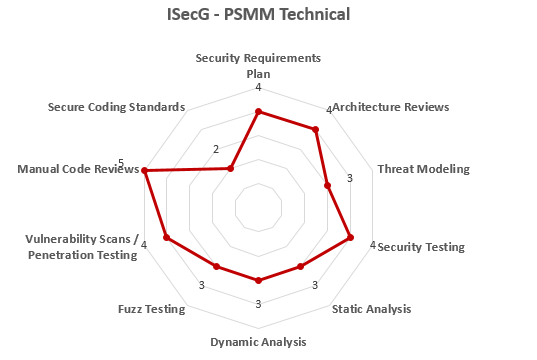 ISecG - PSMM Technical
Security Requirements
Plan
4
Secure Coding Standards
4
Architecture Reviews
2
Manual Code Reviews
5
3
Threat Modeling
Vulnerability Scans /
Penetration Testing
4
4
Security Testing
3
3
Fuzz Testing
3
Static Analysis
Dynamic Analysis